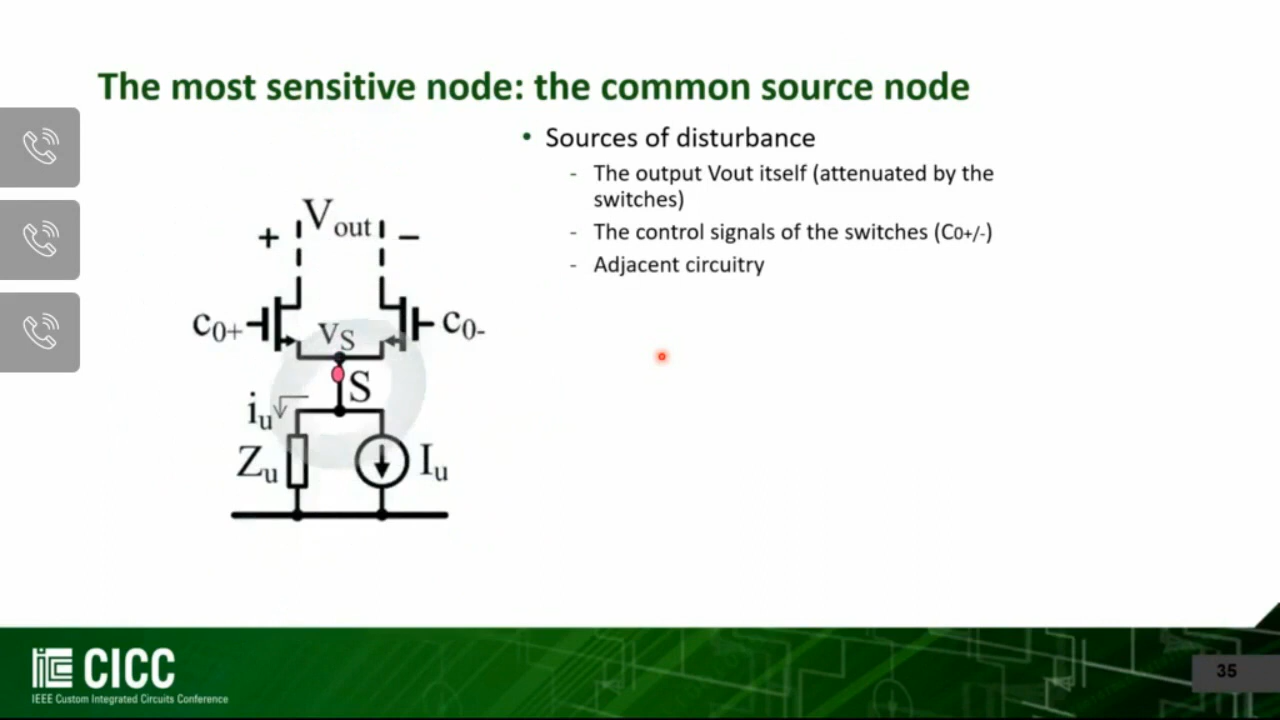 The most sensitive node: the common source node
• Sources of disturbance
- The output Vout itself (attenuated by the
switches)
- The control signals of the switches (C0+/-)
- Adjacent circuitry
+ Vout −
c0+ VS c0-
S
iu
Zu Iu
CICC
IEEE Custom Integrated Circuits Conference
35